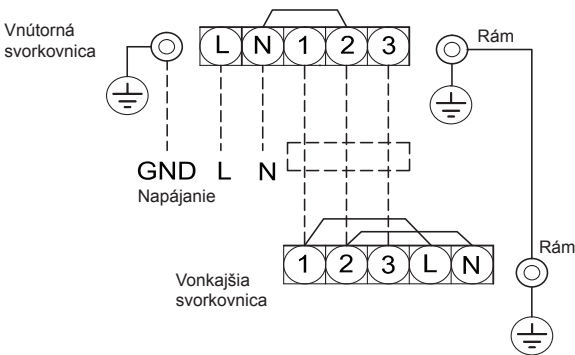 Vnútorná
svorkovnica
L N 1 2 3
Rám
GND L N
Napájanie
1 2 3 L N
Rám
Vonkajšia
svorkovnica